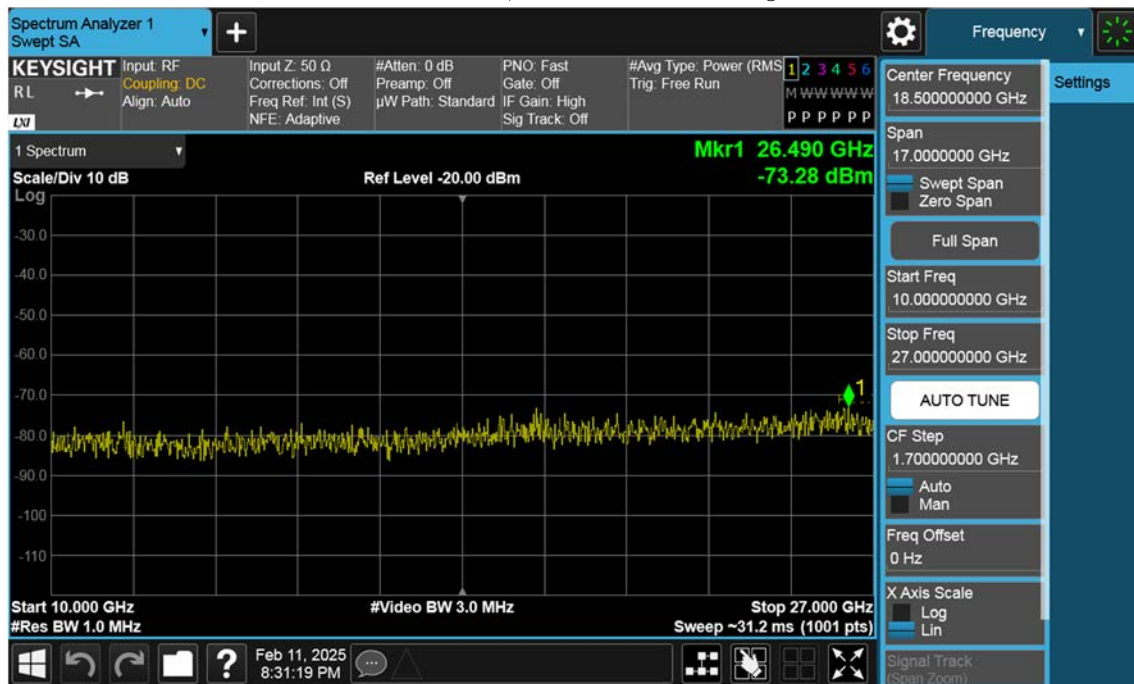 Spectrum Analyzer 1
Swept SA
Frequency
KEYSIGHT
RL
LXI
Input: RF
Coupling: DC
Align: Auto
Input Z: 50 Ω
Corrections: Off
Freq Ref: Int (S)
NFE: Adaptive
#Atten: 0 dB
Preamp: Off
µW Path: Standard
PNO: Fast
Gate: Off
IF Gain: High
Sig Track: Off
#Avg Type: Power (RMS
Trig: Free Run
1 2 3 4 5 6
M W W W W W
P P P P P P
1 Spectrum
Mkr1 26.490 GHz
-73.28 dBm
Scale/Div 10 dB
Ref Level -20.00 dBm
Log
-30.0
-40.0
-50.0
-60.0
-70.0
-80.0
-90.0
-100
-110
1
Start 10.000 GHz
#Video BW 3.0 MHz
Stop 27.000 GHz
#Res BW 1.0 MHz
Sweep ~31.2 ms (1001 pts)
Center Frequency
18.500000000 GHz
Settings
Span
17.0000000 GHz
Swept Span
Zero Span
Full Span
Start Freq
10.000000000 GHz
Stop Freq
27.000000000 GHz
AUTO TUNE
CF Step
1.700000000 GHz
Auto
Man
Freq Offset
0 Hz
X Axis Scale
Log
Lin
Signal Track
(Span Zoom)
?
Feb 11, 2025
8:31:19 PM